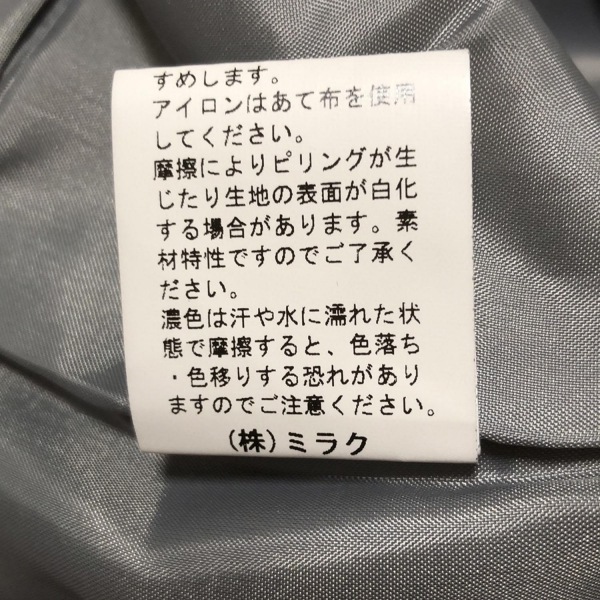 すめします。
アイロンはあて布を使用
してください。
摩擦によりピリングが生
じたり生地の表面が白化
する場合があります。素
材特性ですのでご了承く
ださい。
濃色は汗や水に濡れた状
態で摩擦すると、色落ち
・色移りする恐れがあり
ますのでご注意ください。
(株)ミラク